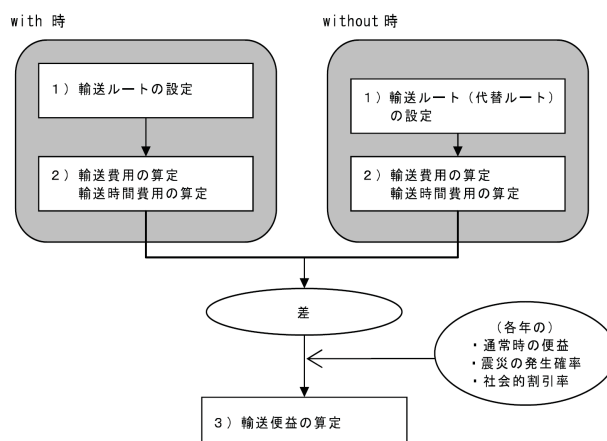 with 時
1）輸送ルートの設定
2）輸送費用の算定
輸送時間費用の算定
without 時
1）輸送ルート（代替ルート）
の設定
2）輸送費用の算定
輸送時間費用の算定
差
（各年の）
・通常時の便益
・震災の発生確率
・社会的割引率
3）輸送便益の算定